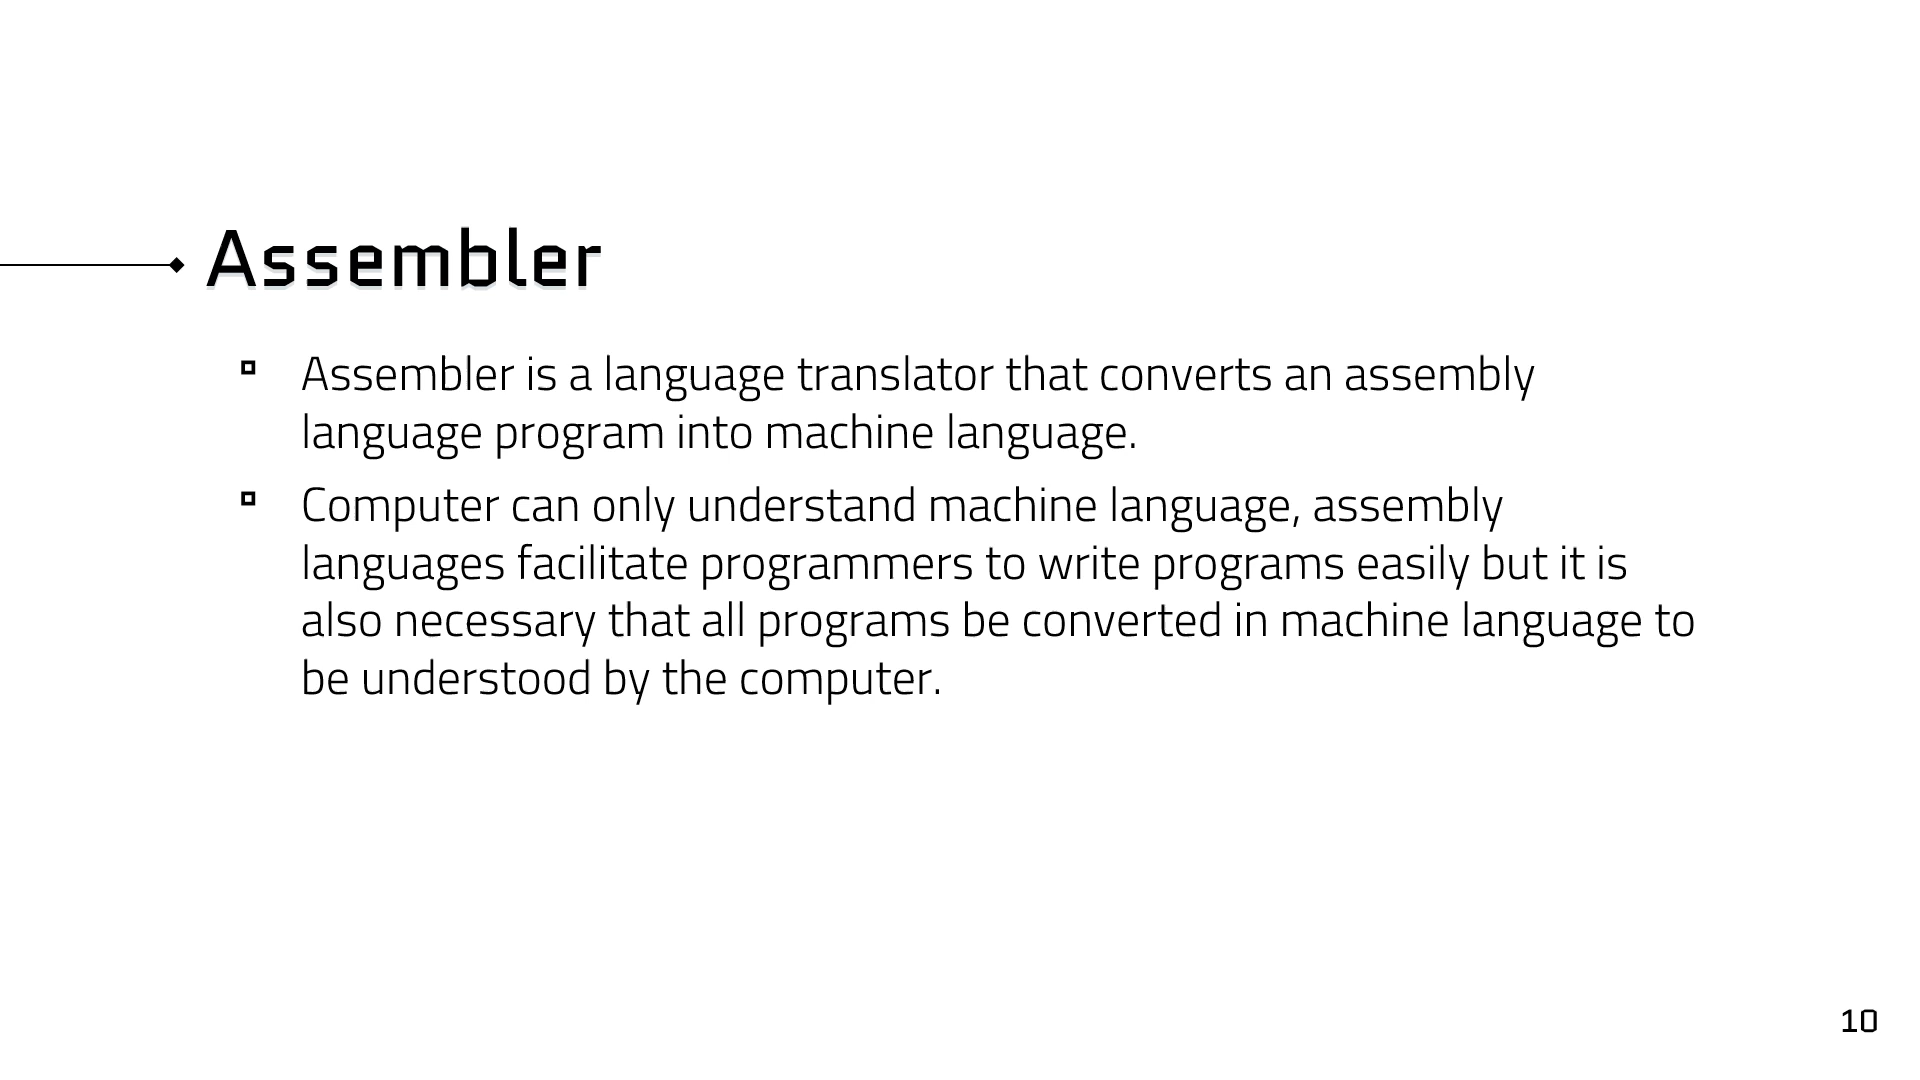 Assembler
Assembler is a language translator that converts an assembly
language program into machine language.
Computer can only understand machine language, assembly
languages facilitate programmers to write programs easily but it is
also necessary that all programs be converted in machine language to
be understood by the computer.
10